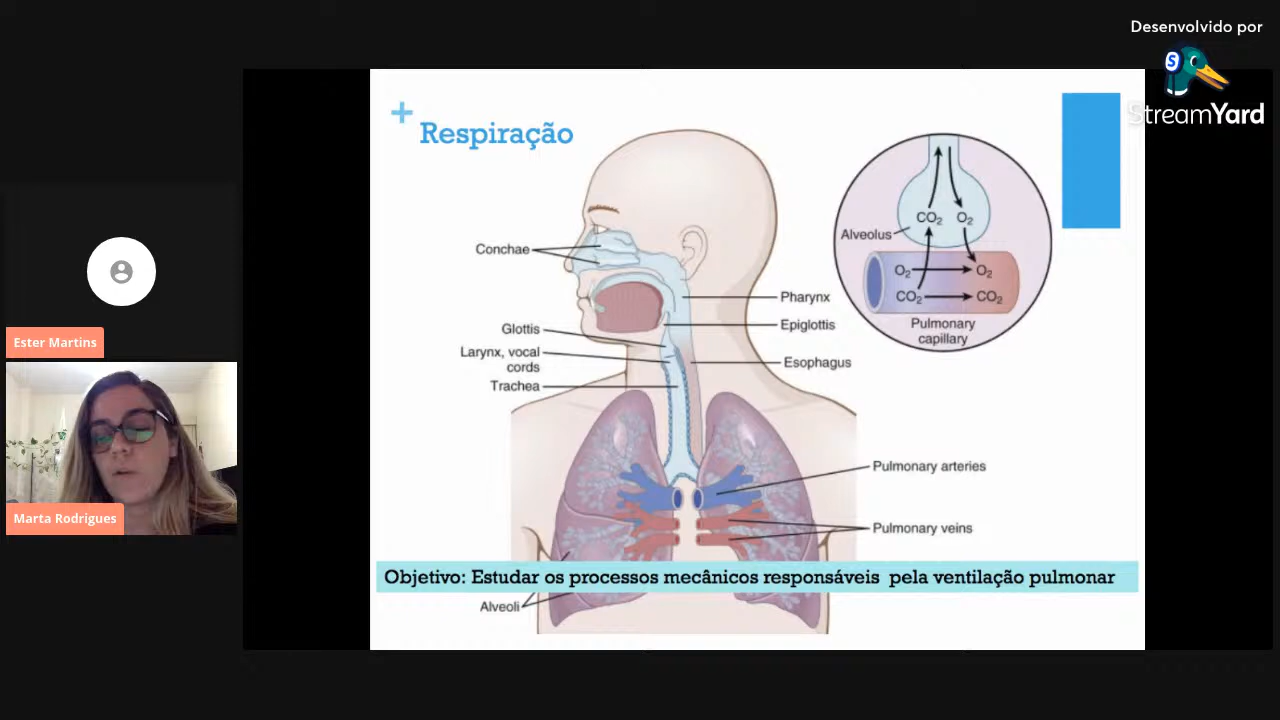 Desenvolvido por
StreamYard
Respiração
Conchae
Glottis
Larynx, vocal
cords
Trachea
Pharynx
Epiglottis
Esophagus
Alveolus
CO₂ O₂
O₂ O₂
CO₂ CO₂
Pulmonary
capillary
Pulmonary arteries
Pulmonary veins
Objetivo: Estudar os processos mecânicos responsáveis pela ventilação pulmonar
Alveoli
Ester Martins
Marta Rodrigues